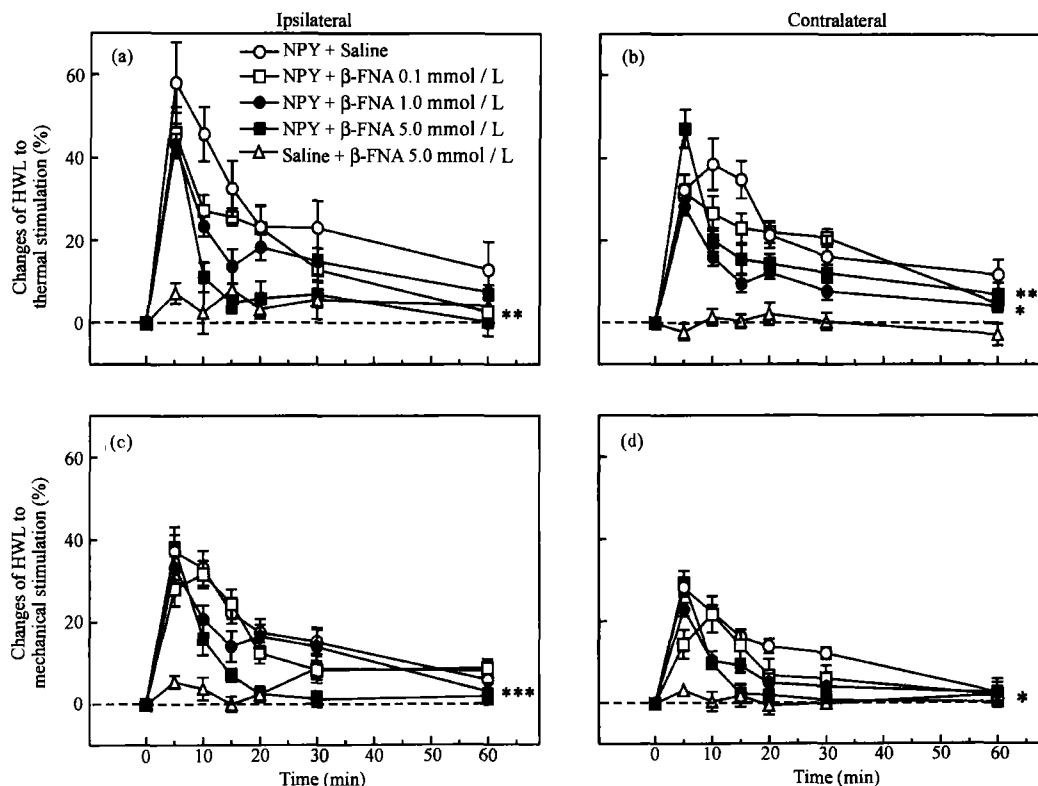 Ipsilateral
Contralateral
(a)
NPY + Saline
NPY + β-FNA 0.1 mmol / L
NPY + β-FNA 1.0 mmol / L
NPY + β-FNA 5.0 mmol / L
Saline + β-FNA 5.0 mmol / L
(b)
Changes of HWL to
thermal stimulation (%)
60
40
20
0
**
**
*
(c)
(d)
Changes of HWL to
mechanical stimulation (%)
60
40
20
0
***
*
0 10 20 30 40 50 60
Time (min)
0 10 20 30 40 50 60
Time (min)